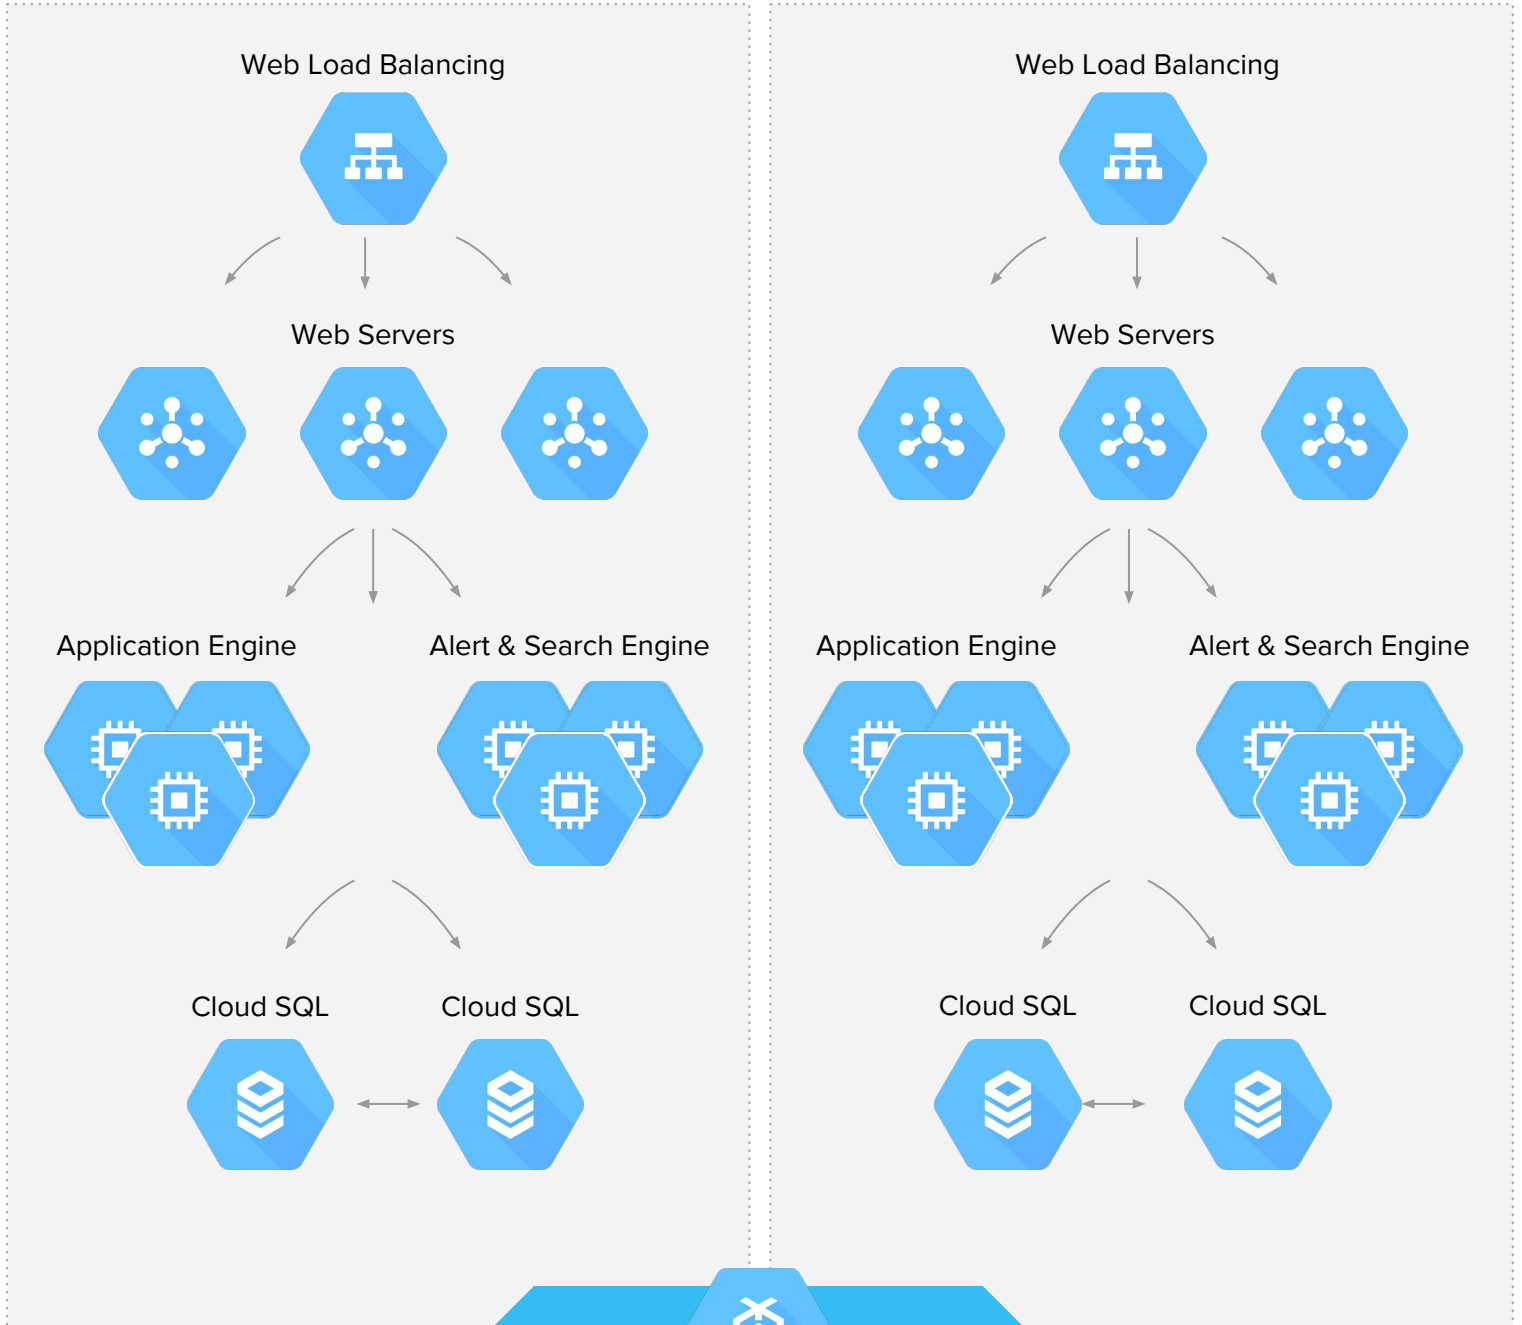 Web Load Balancing
Web Servers
Application Engine
Alert & Search Engine
Cloud SQL
Cloud SQL
Web Load Balancing
Web Servers
Application Engine
Alert & Search Engine
Cloud SQL
Cloud SQL